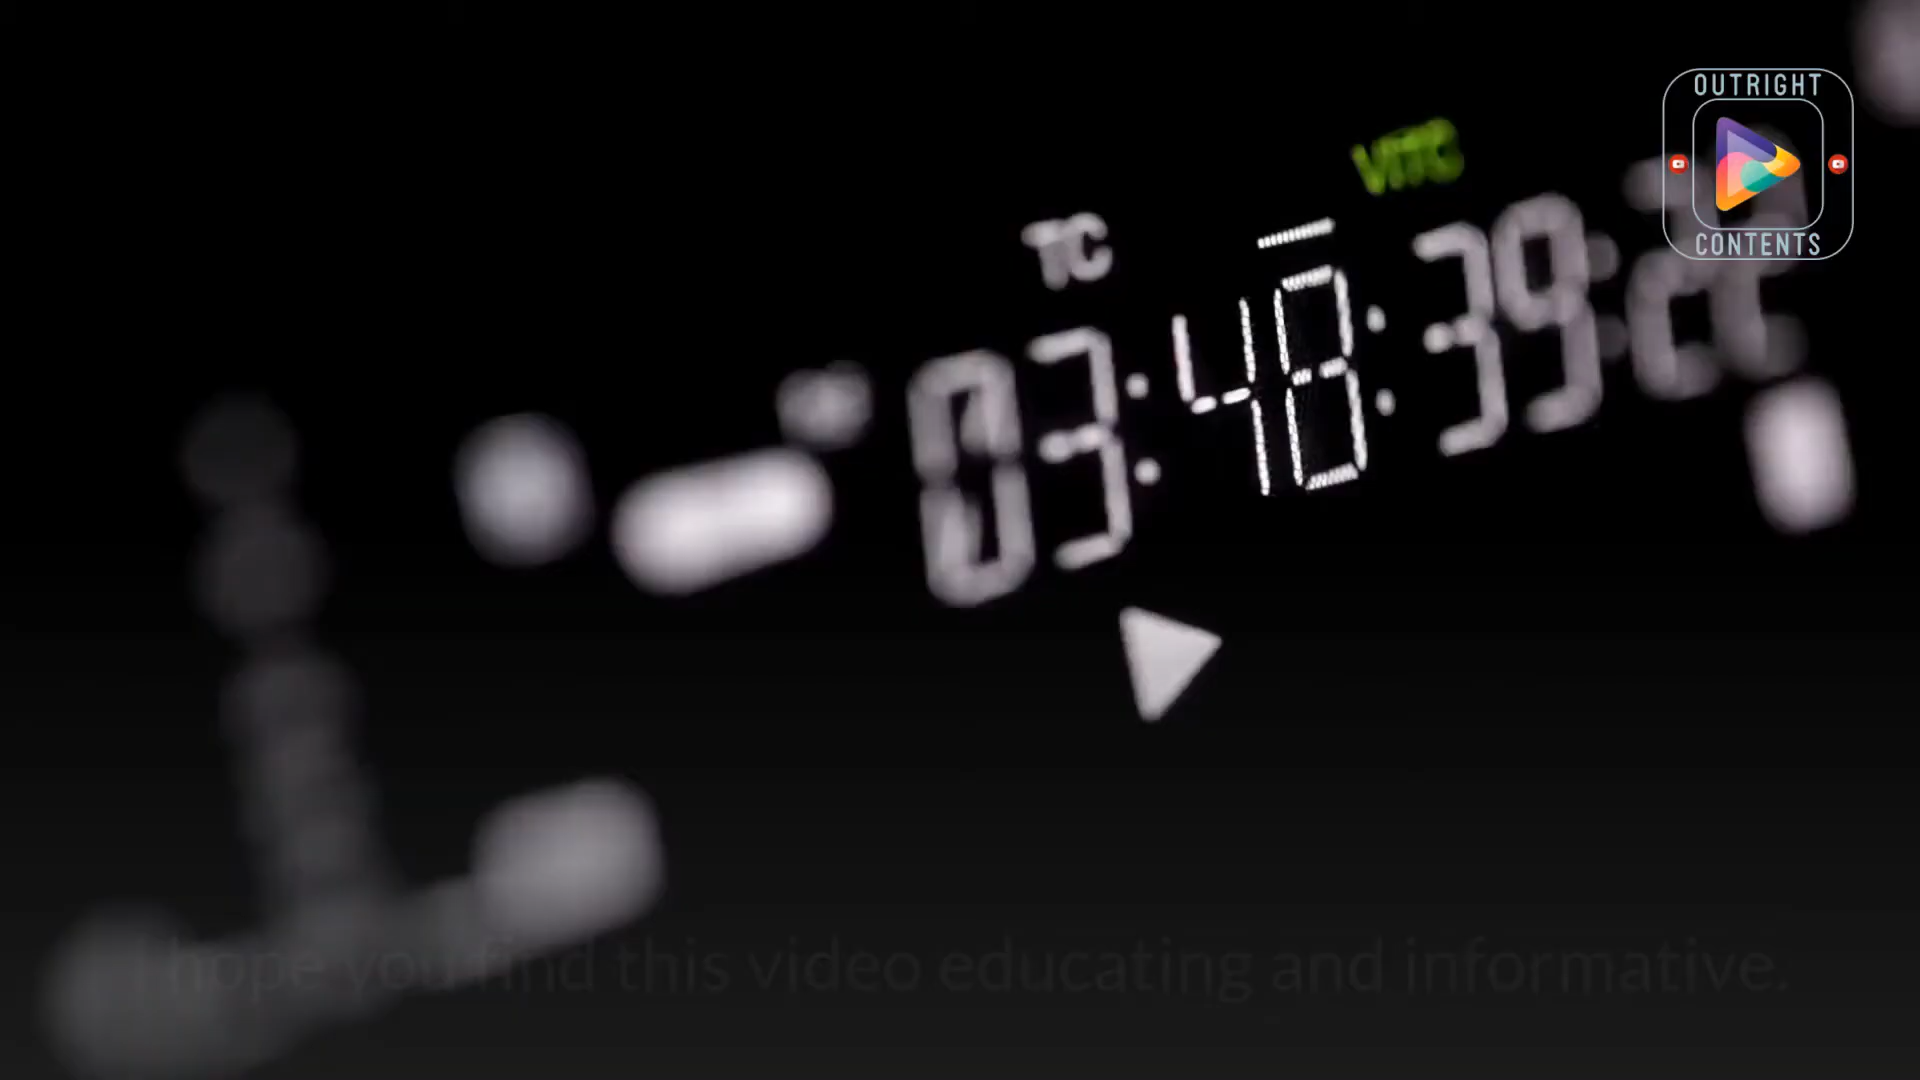 OUTRIGHT
CONTENTS
VITC
TC
03:48:39:
I hope you find this video educating and informative.